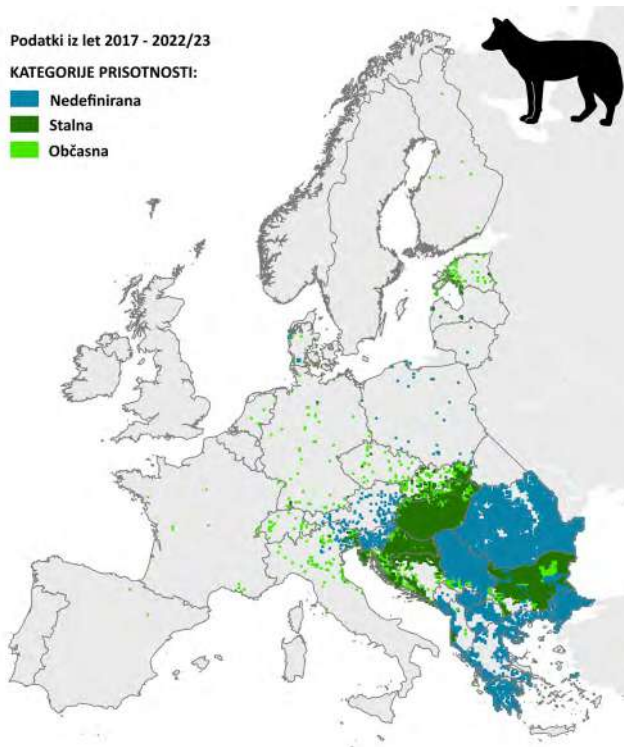 Podatki iz let 2017 - 2022/23
KATEGORIJE PRISOTNOSTI:
Nedefinirana
Stalna
Občasna